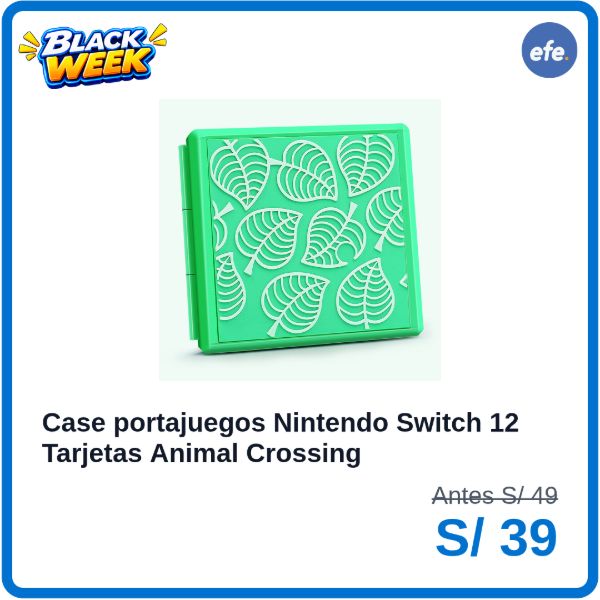 BLACK
WEEK
efe.
Case portajuegos Nintendo Switch 12
Tarjetas Animal Crossing
Antes S/ 49
S/ 39